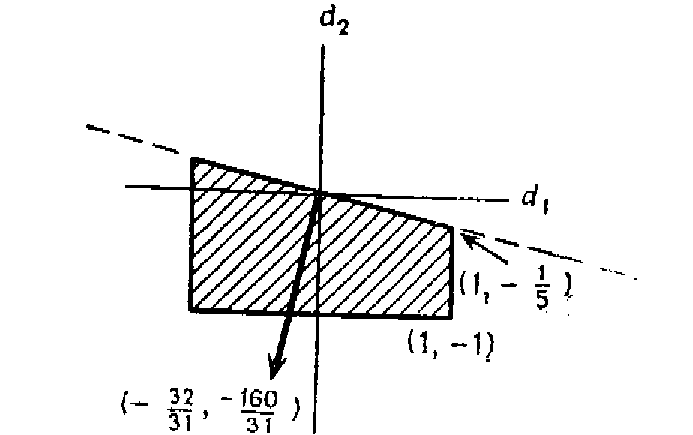 d₂
d₁
(1, - 1/5)
(1, -1)
(- 32/31, -160/31)